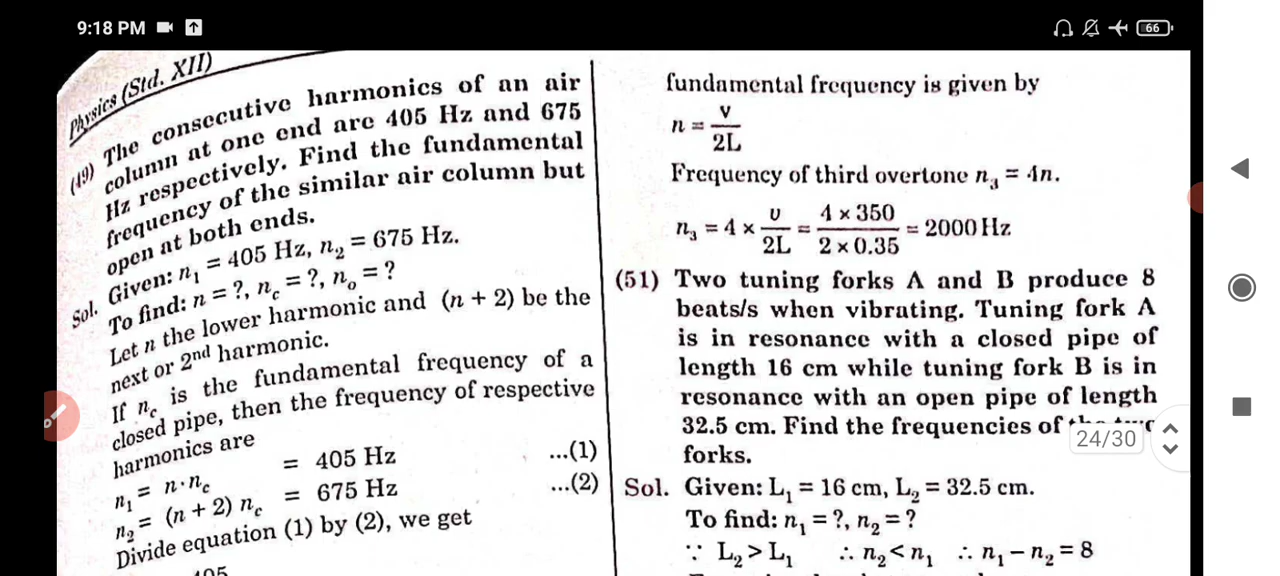 9:18 PM
66
Physics (Std. XII)
(49) The consecutive harmonics of an air
column at one end are 405 Hz and 675
Hz respectively. Find the fundamental
frequency of the similar air column but
open at both ends.
Sol. Given: n₁ = 405 Hz, n₂ = 675 Hz.
To find: n = ?, n_c = ?, n_o = ?
Let n the lower harmonic and (n + 2) be the
next or 2nd harmonic.
If n_c is the fundamental frequency of a
closed pipe, then the frequency of respective
harmonics are
n₁ = n·n_c = 405 Hz ...(1)
n₂ = (n + 2) n_c = 675 Hz ...(2)
Divide equation (1) by (2), we get
405
fundamental frequency is given by
n = v/2L
Frequency of third overtone n₃ = 4n.
n₃ = 4 × υ/2L = 4 × 350/2 × 0.35 = 2000 Hz
(51) Two tuning forks A and B produce 8
beats/s when vibrating. Tuning fork A
is in resonance with a closed pipe of
length 16 cm while tuning fork B is in
resonance with an open pipe of length
32.5 cm. Find the frequencies of
forks.
24/30
Sol. Given: L₁ = 16 cm, L₂ = 32.5 cm.
To find: n₁ = ?, n₂ = ?
∵ L₂ > L₁ ∴ n₂ < n₁ ∴ n₁ − n₂ = 8